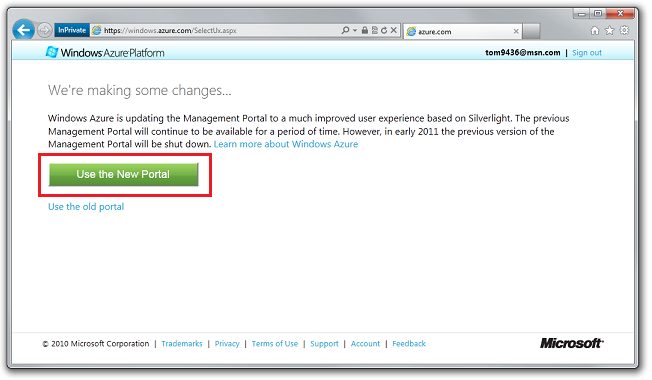 InPrivate https://windows.azure.com/SelectUx.aspx azure.com
Windows Azure Platform tom9436@msn.com | Sign out
We're making some changes...
Windows Azure is updating the Management Portal to a much improved user experience based on Silverlight. The previous
Management Portal will continue to be available for a period of time. However, in early 2011 the previous version of the
Management Portal will be shut down. Learn more about Windows Azure
Use the New Portal
Use the old portal
© 2010 Microsoft Corporation | Trademarks | Privacy | Terms of Use | Support | Account | Feedback Microsoft®